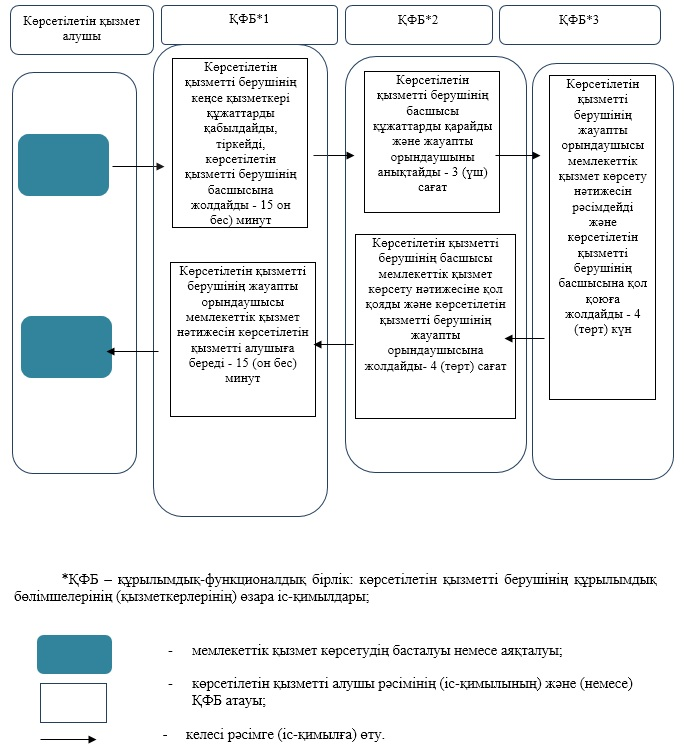 Көрсетілетін қызмет
алушы
ҚФБ*1
ҚФБ*2
ҚФБ*3
Көрсетілетін
қызметті берушінің
кеңсе қызметкері
құжаттарды
қабылдайды,
тіркейді,
көрсетілетін
қызметті берушінің
басшысына
жолдайды - 15 он
бес) минут
Көрсетілетін
қызметті берушінің
басшысы
құжаттарды қарайды
және жауапты
орындаушыны
анықтайды - 3 (үш)
сағат
Көрсетілетін
қызметті
берушінің
жауапты
орындаушысы
мемлекеттік
қызмет көрсету
нәтижесін
рәсімдейді
және
көрсетілетін
қызметті
берушінің
басшысына қол
қоюға
жолдайды - 4
(төрт) күн
Көрсетілетін қызметті
берушінің басшысы
мемлекеттік қызмет
көрсету нәтижесіне қол
қояды және көрсетілетін
қызметті берушінің
жауапты
орындаушысына
жолдайды- 4 (төрт) сағат
Көрсетілетін қызметті
берушінің жауапты
орындаушысы
мемлекеттік қызмет
нәтижесін көрсетілетін
қызметті алушыға
береді - 15 (он бес)
минут
*ҚФБ – құрылымдық-функционалдық бірлік: көрсетілетін қызметті берушінің құрылымдық
бөлімшелерінің (қызметкерлерінің) өзара іс-қимылдары;
- мемлекеттік қызмет көрсетудің басталуы немесе аяқталуы;
- көрсетілетін қызметті алушы рәсімінің (іс-қимылының) және (немесе)
ҚФБ атауы;
- келесі рәсімге (іс-қимылға) өту.